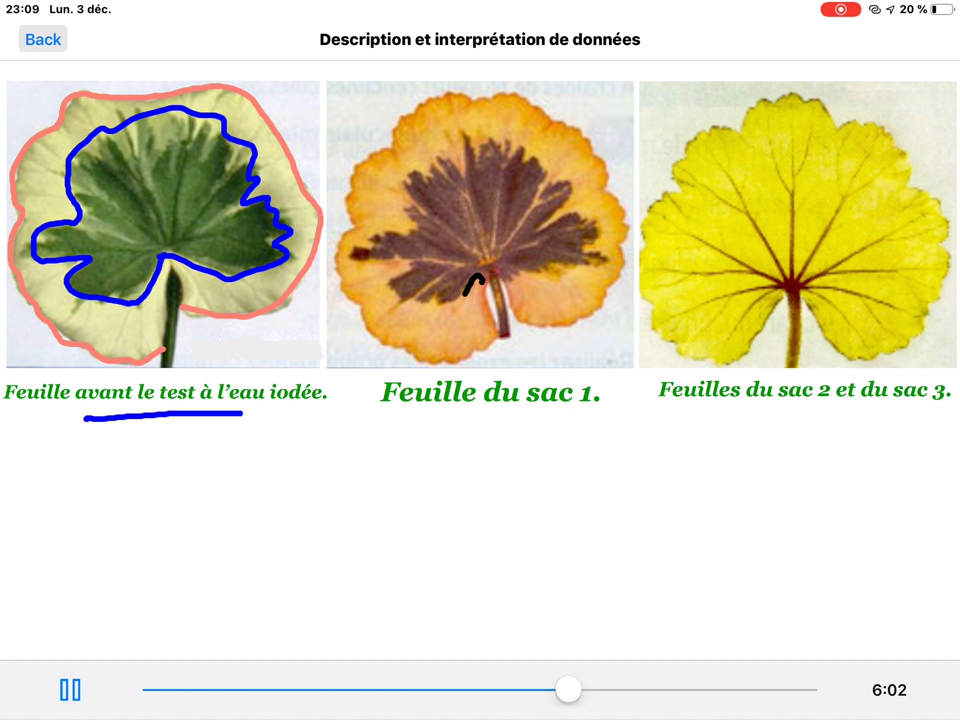 23:09 Lun. 3 déc.
20 %
Back
Description et interprétation de données
Feuille avant le test à l'eau iodée.
Feuille du sac 1.
Feuilles du sac 2 et du sac 3.
6:02